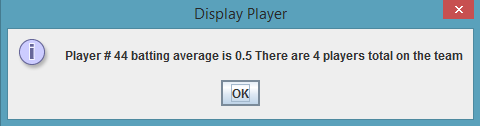 Display Player
Player # 44 batting average is 0.5 There are 4 players total on the team
OK